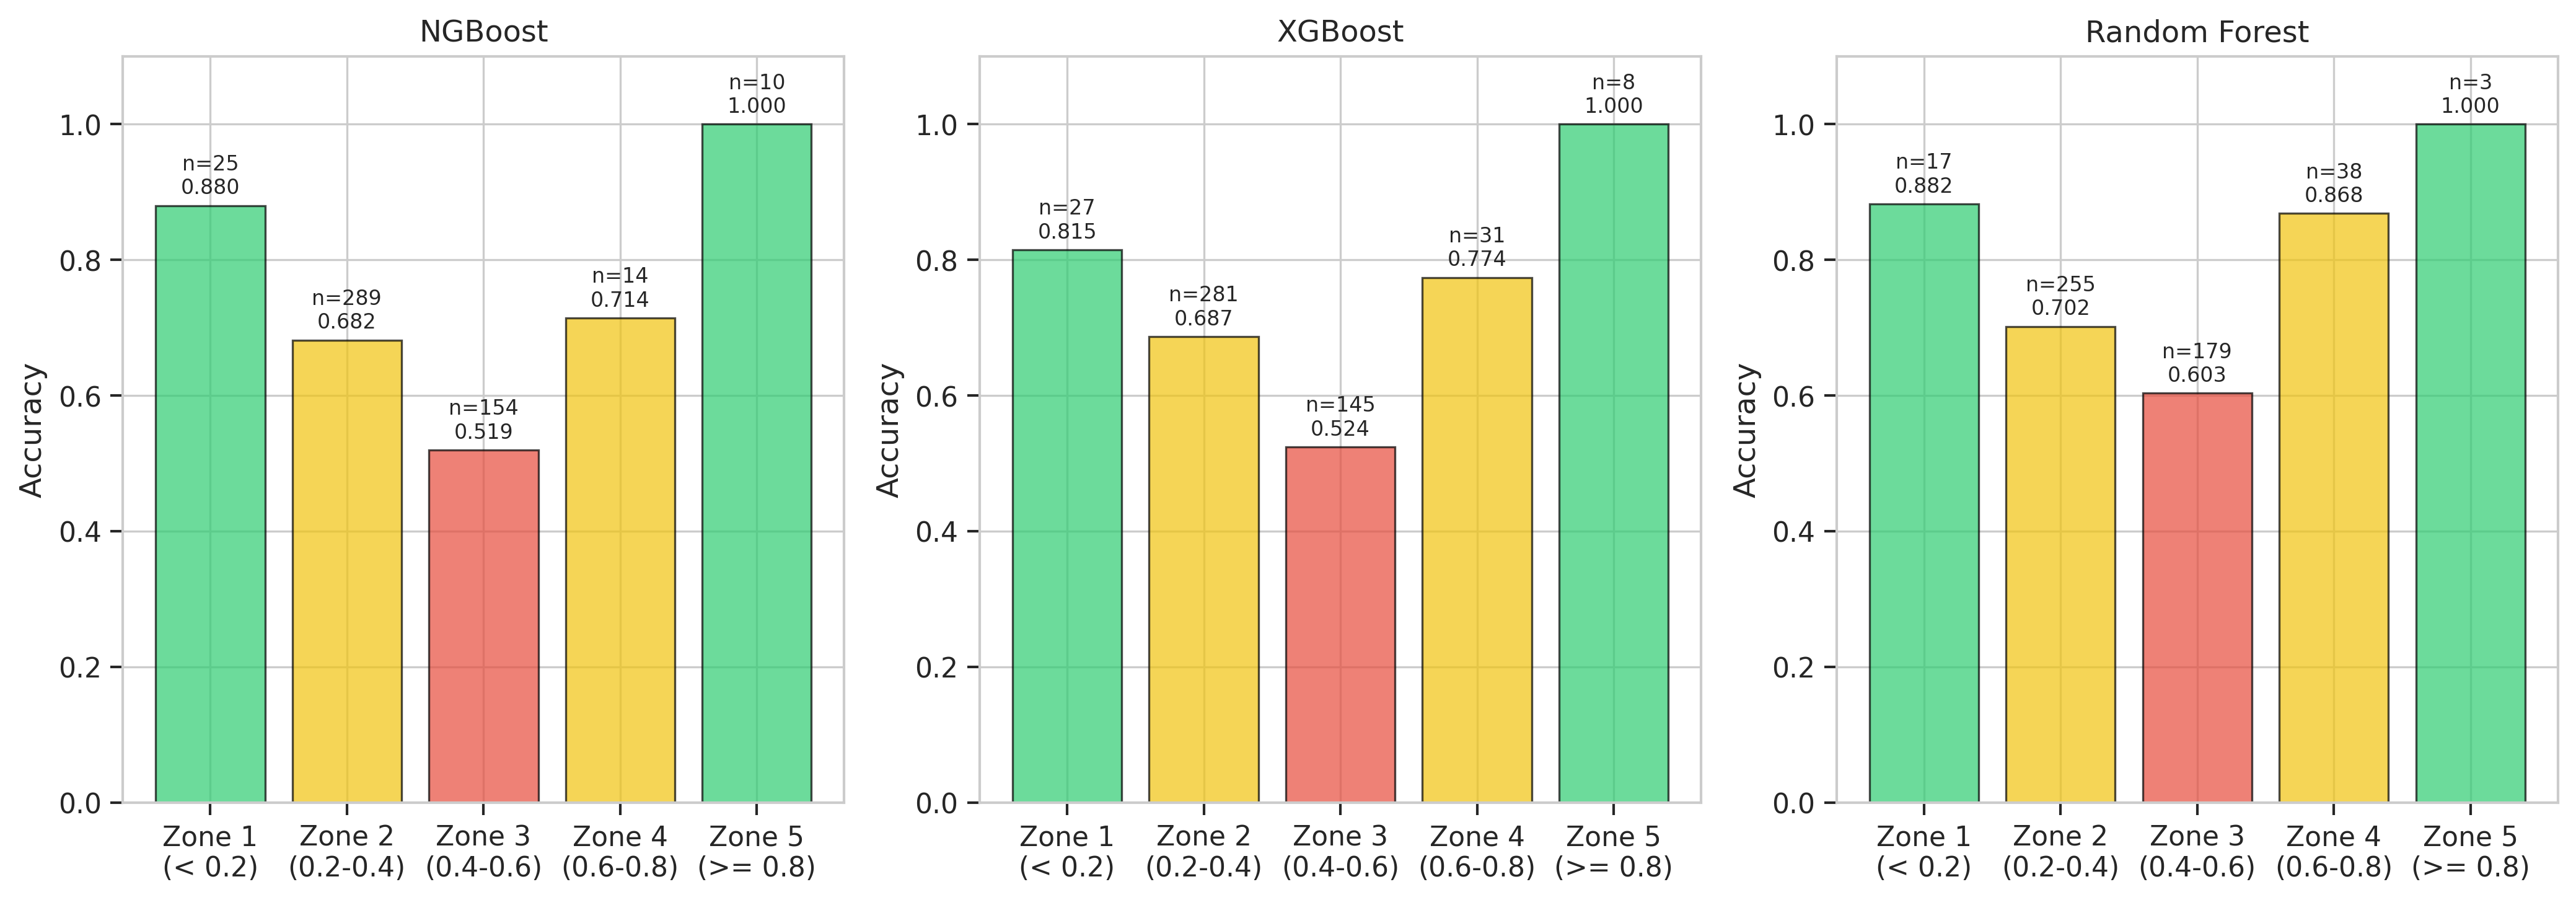 NGBoost
Accuracy
1.0
0.8
0.6
0.4
0.2
0.0
n=25
0.880
n=289
0.682
n=154
0.519
n=14
0.714
n=10
1.000
Zone 1
(< 0.2)
Zone 2
(0.2-0.4)
Zone 3
(0.4-0.6)
Zone 4
(0.6-0.8)
Zone 5
(>= 0.8)
XGBoost
Accuracy
1.0
0.8
0.6
0.4
0.2
0.0
n=27
0.815
n=281
0.687
n=145
0.524
n=31
0.774
n=8
1.000
Zone 1
(< 0.2)
Zone 2
(0.2-0.4)
Zone 3
(0.4-0.6)
Zone 4
(0.6-0.8)
Zone 5
(>= 0.8)
Random Forest
Accuracy
1.0
0.8
0.6
0.4
0.2
0.0
n=17
0.882
n=255
0.702
n=179
0.603
n=38
0.868
n=3
1.000
Zone 1
(< 0.2)
Zone 2
(0.2-0.4)
Zone 3
(0.4-0.6)
Zone 4
(0.6-0.8)
Zone 5
(>= 0.8)